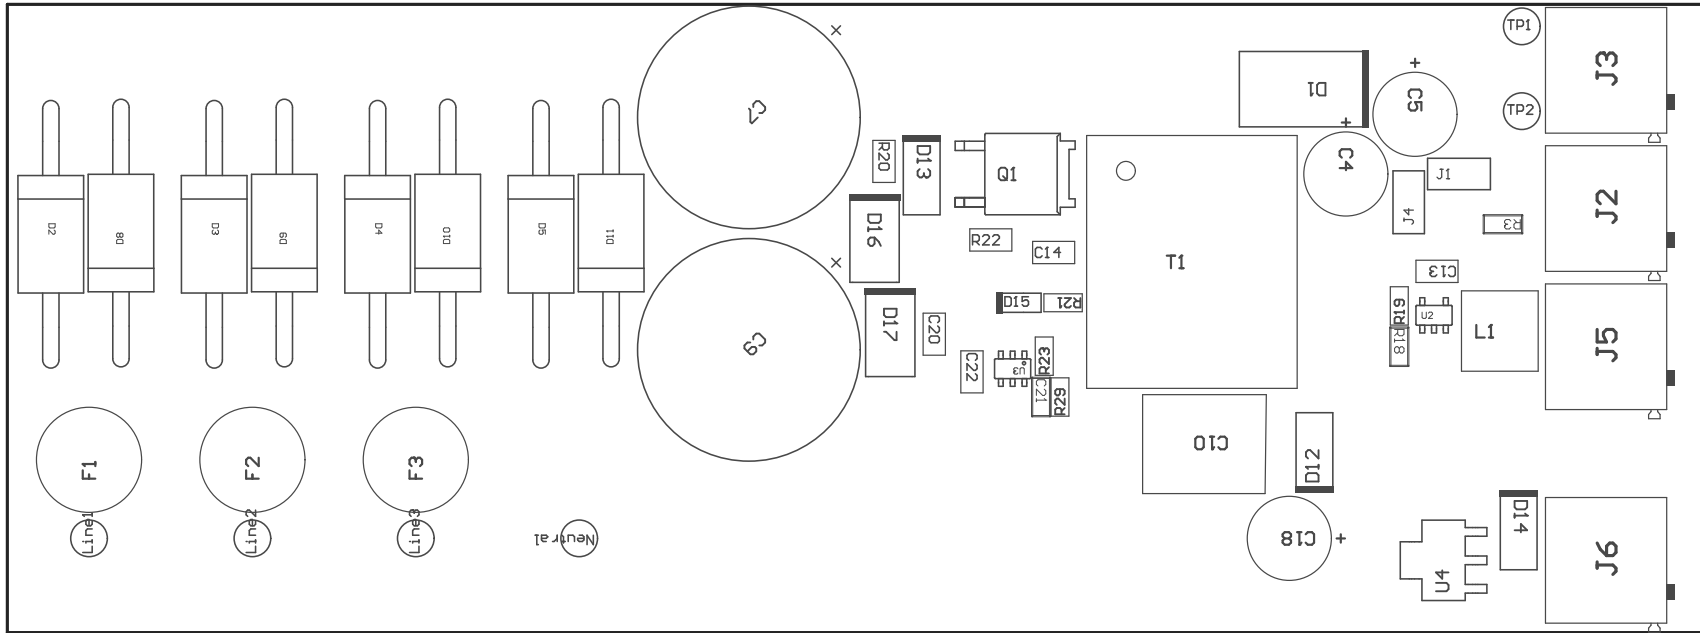 TP1
J3
D1
C5
C7
TP2
C4
R20
D13
Q1
J1
J4
J2
D16
R3
D2
D8
D3
D9
D4
D10
D5
D11
R22
C14
T1
C13
D15
R21
R19
U2
D17
C20
L1
J5
R18
C9
C22
U3
R23
C21
R29
C10
D12
F1
F2
F3
Line1
Line2
Line3
Neutral
C18
D14
U4
J6